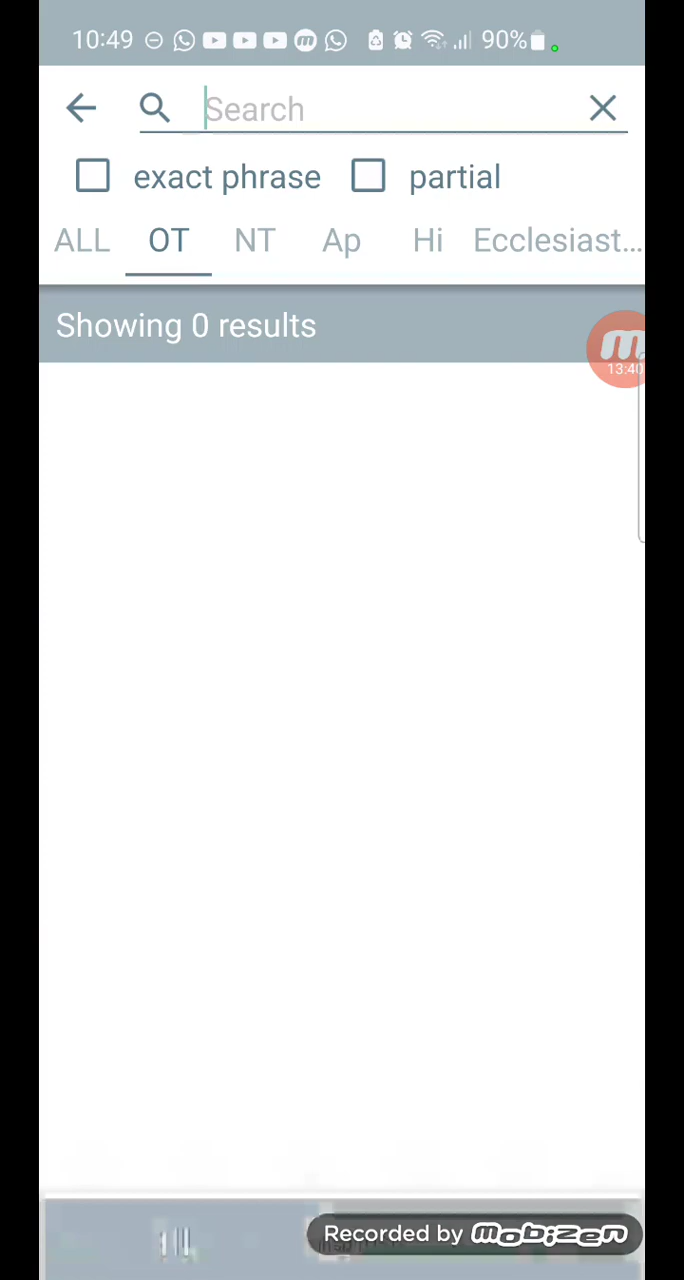 10:49 90%
Search
exact phrase partial
ALL OT NT Ap Hi Ecclesiast...
Showing 0 results
13:40
Recorded by mobizen